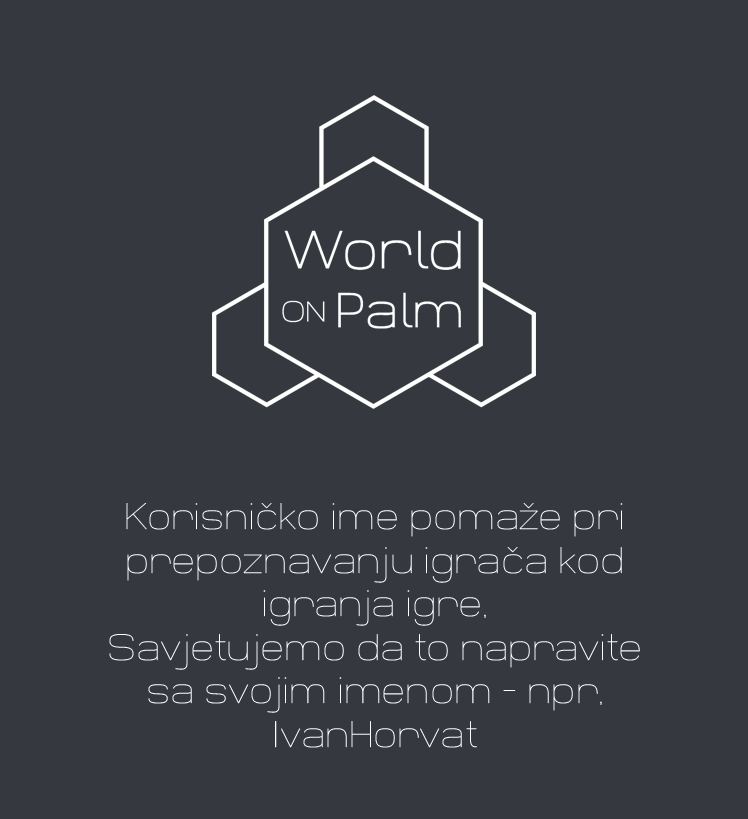 World
ON Palm
Korisničko ime pomaže pri
prepoznavanju igrača kod
igranja igre.
Savjetujemo da to napravite
sa svojim imenom - npr.
IvanHorvat